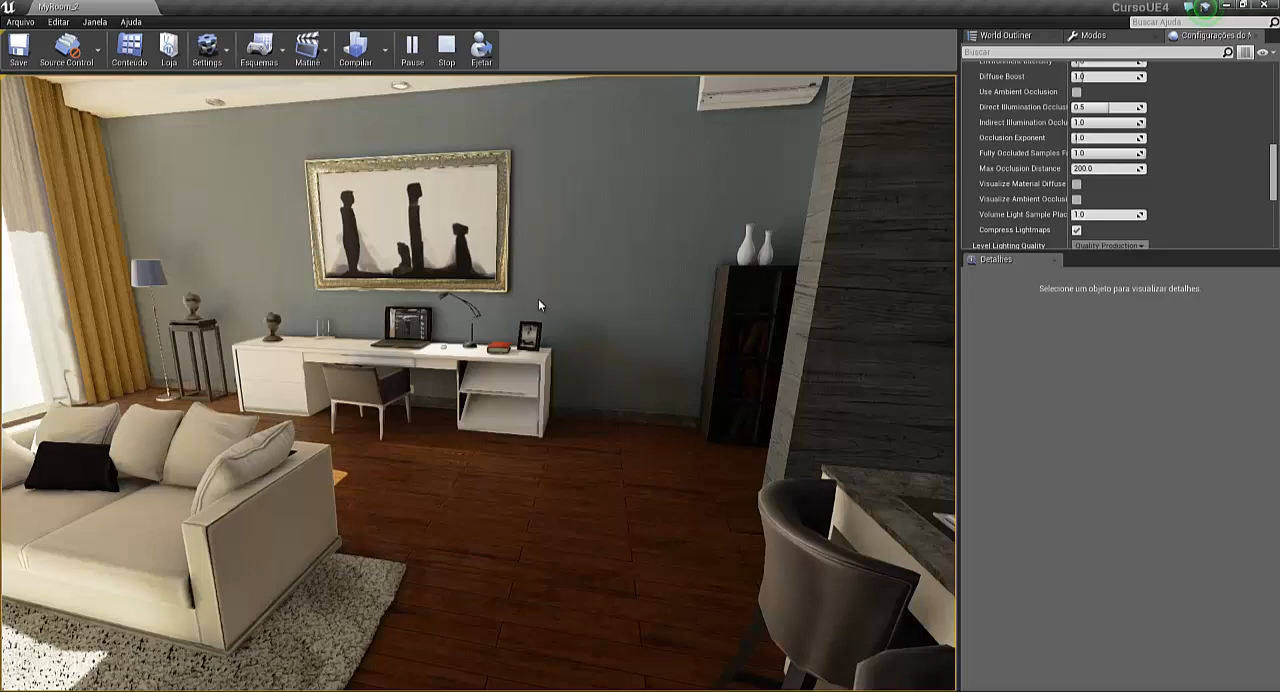 MyRoom_2
CursoUE4
Arquivo Editar Janela Ajuda
Buscar Ajuda
World Outliner Modos Configurações do
Save Source Control Conteúdo Loja Settings Esquemas Matinê Compilar Pause Stop Ejetar
Buscar
Environment Intensity
Diffuse Boost 1.0
Use Ambient Occlusion
Direct Illumination Occlus 0.5
Indirect Illumination Occlu 1.0
Occlusion Exponent 1.0
Fully Occluded Samples F 1.0
Max Occlusion Distance 200.0
Visualize Material Diffuse
Visualize Ambient Occlus
Volume Light Sample Plac 1.0
Compress Lightmaps
Level Lighting Quality Quality Production
Detalhes
Selecione um objeto para visualizar detalhes.